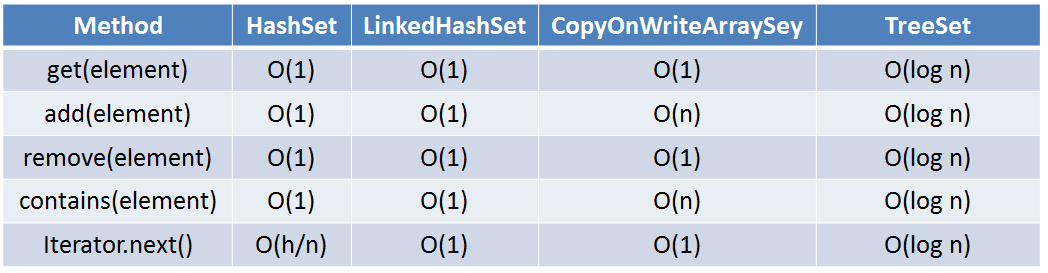 Method HashSet LinkedHashSet CopyOnWriteArraySey TreeSet
get(element) O(1) O(1) O(1) O(log n)
add(element) O(1) O(1) O(n) O(log n)
remove(element) O(1) O(1) O(1) O(log n)
contains(element) O(1) O(1) O(n) O(log n)
Iterator.next() O(h/n) O(1) O(1) O(log n)